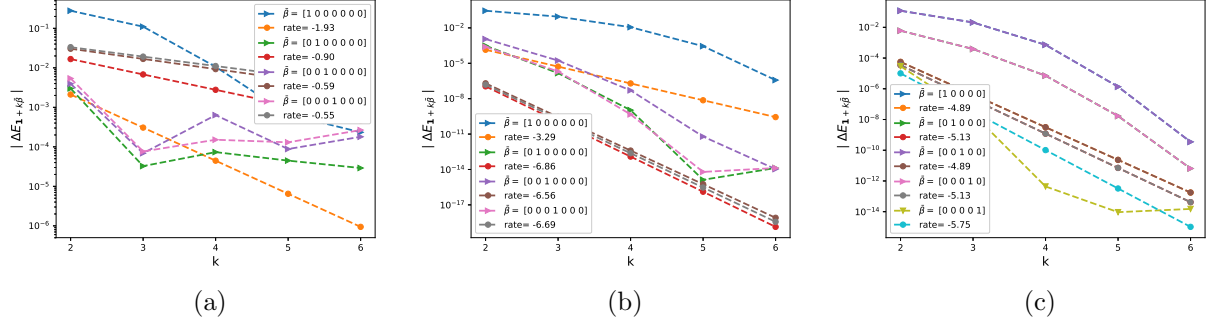 10⁻¹
10⁻²
10⁻³
10⁻⁴
10⁻⁵
10⁻⁶
| ΔE₁₊ₖβ̄ |
2 3 4 5 6
k
β̄ = [1 0 0 0 0 0 0]
rate= -1.93
β̄ = [0 1 0 0 0 0 0]
rate= -0.90
β̄ = [0 0 1 0 0 0 0]
rate= -0.59
β̄ = [0 0 0 1 0 0 0]
rate= -0.55
(a)
10⁻²
10⁻⁵
10⁻⁸
10⁻¹¹
10⁻¹⁴
10⁻¹⁷
| ΔE₁₊ₖβ̄ |
2 3 4 5 6
k
β̄ = [1 0 0 0 0 0 0]
rate= -3.29
β̄ = [0 1 0 0 0 0 0]
rate= -6.86
β̄ = [0 0 1 0 0 0 0]
rate= -6.56
β̄ = [0 0 0 1 0 0 0]
rate= -6.69
(b)
10⁻²
10⁻⁴
10⁻⁶
10⁻⁸
10⁻¹⁰
10⁻¹²
10⁻¹⁴
| ΔE₁₊ₖβ̄ |
2 3 4 5 6
k
β̄ = [1 0 0 0 0]
rate= -4.89
β̄ = [0 1 0 0 0]
rate= -5.13
β̄ = [0 0 1 0 0]
rate= -4.89
β̄ = [0 0 0 1 0]
rate= -5.13
β̄ = [0 0 0 0 1]
rate= -5.75
(c)